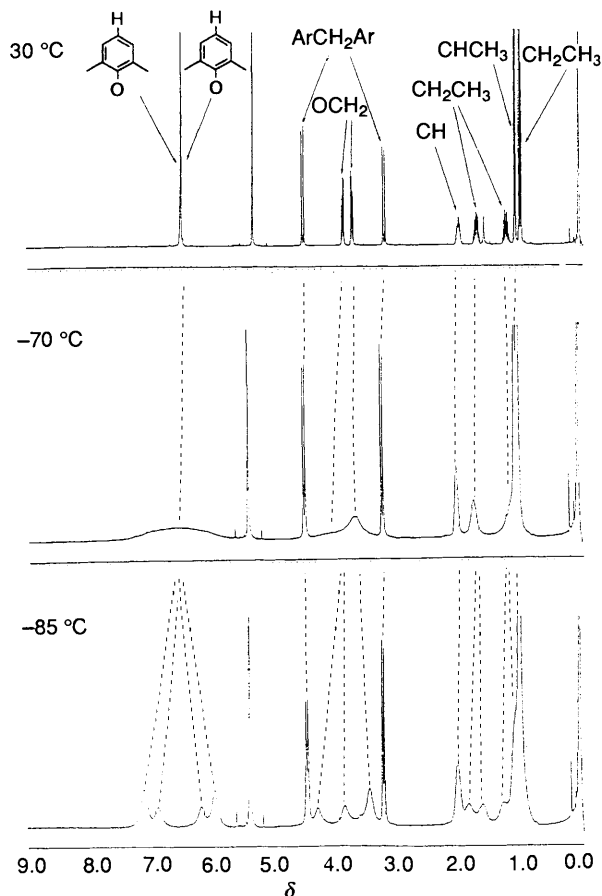 30 °C
H
O
H
O
ArCH₂Ar
OCH₂
CHCH₃
CH₂CH₃
CH₂CH₃
CH
−70 °C
−85 °C
9.0 8.0 7.0 6.0 5.0 4.0 3.0 2.0 1.0 0.0
δ